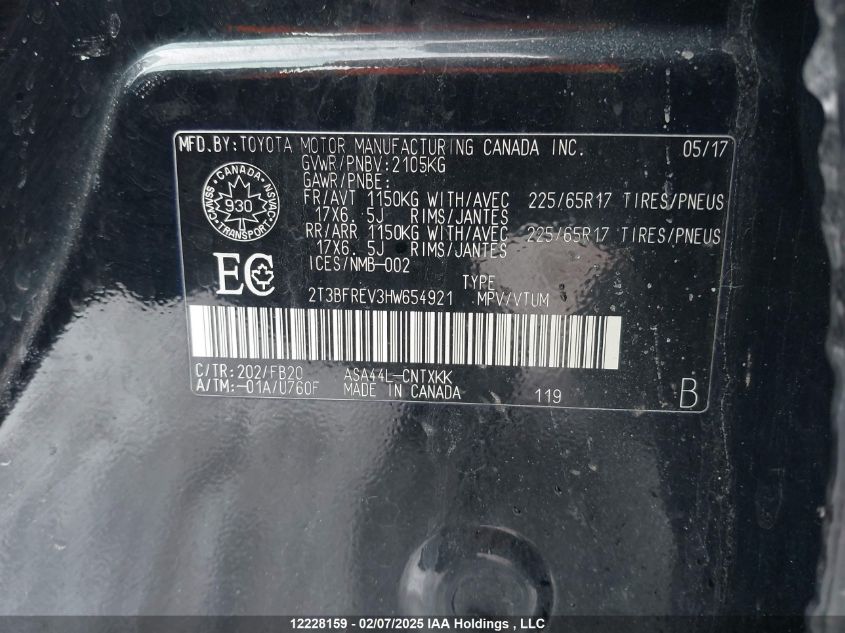 MFD.BY:TOYOTA MOTOR MANUFACTURING CANADA INC. 05/17
GVWR/PNBV:2105KG
GAWR/PNBE:
FR/AVT 1150KG WITH/AVEC 225/65R17 TIRES/PNEUS
17X6.5J RIMS/JANTES
RR/ARR 1150KG WITH/AVEC 225/65R17 TIRES/PNEUS
17X6.5J RIMS/JANTES
ICES/NMB-002
CANADA
CMVSS NSVAC
930
TRANSPORT
EC
TYPE
2T3BFREV3HW654921 MPV/VTUM
C/TR:202/FB20 ASA44L-CNTXKK
A/TM:-01A/U760F MADE IN CANADA 119 B
12228159 - 02/07/2025 IAA Holdings, LLC